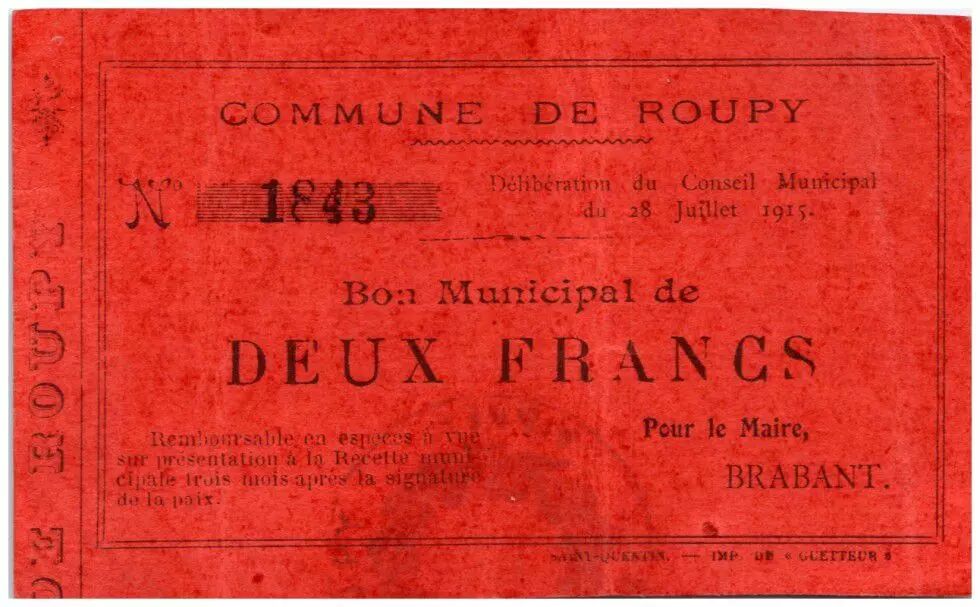 COMMUNE DE ROUPY
Nº 1843
Délibération du Conseil Municipal
du 28 Juillet 1915.
Bon Municipal de
DEUX FRANCS
Remboursable en espèces à vue
sur présentation à la Recette muni-
cipale trois mois après la signature
de la paix.
Pour le Maire,
BRABANT.
SAINT-QUENTIN. — IMP. DU « GUETTEUR »
DE ROUPY